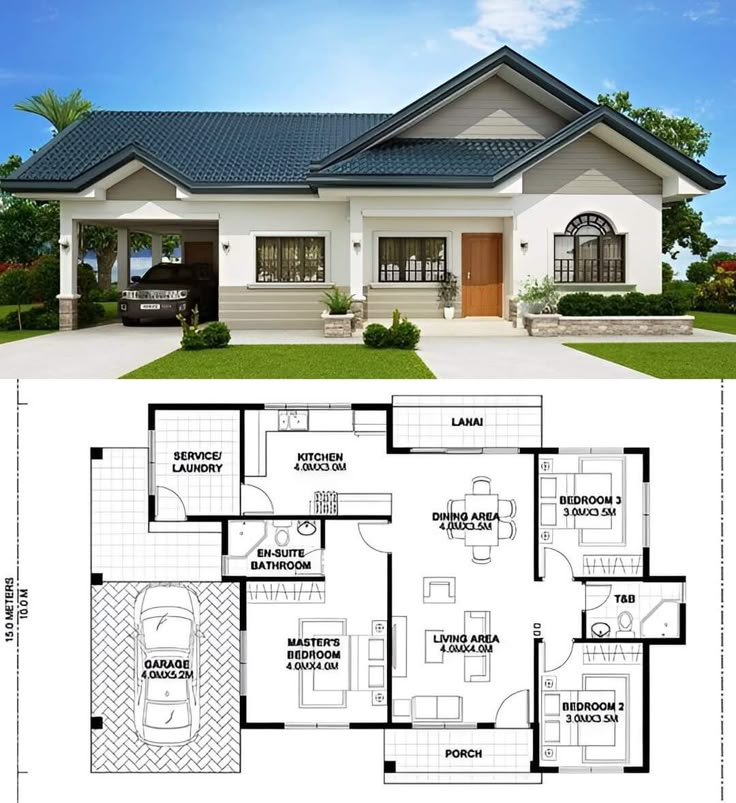 LANAI
SERVICE/
LAUNDRY
KITCHEN
4.0MX3.0M
BEDROOM 3
3.0MX3.5M
DINING AREA
4.0MX3.5M
EN-SUITE
BATHROOM
T&B
15.0 METERS
10.0 M
MASTER'S
BEDROOM
4.0MX4.0M
LIVING AREA
4.0MX4.0M
GARAGE
4.0MX5.2M
BEDROOM 2
3.0MX3.5M
PORCH